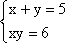 x + y = 5
xy = 6